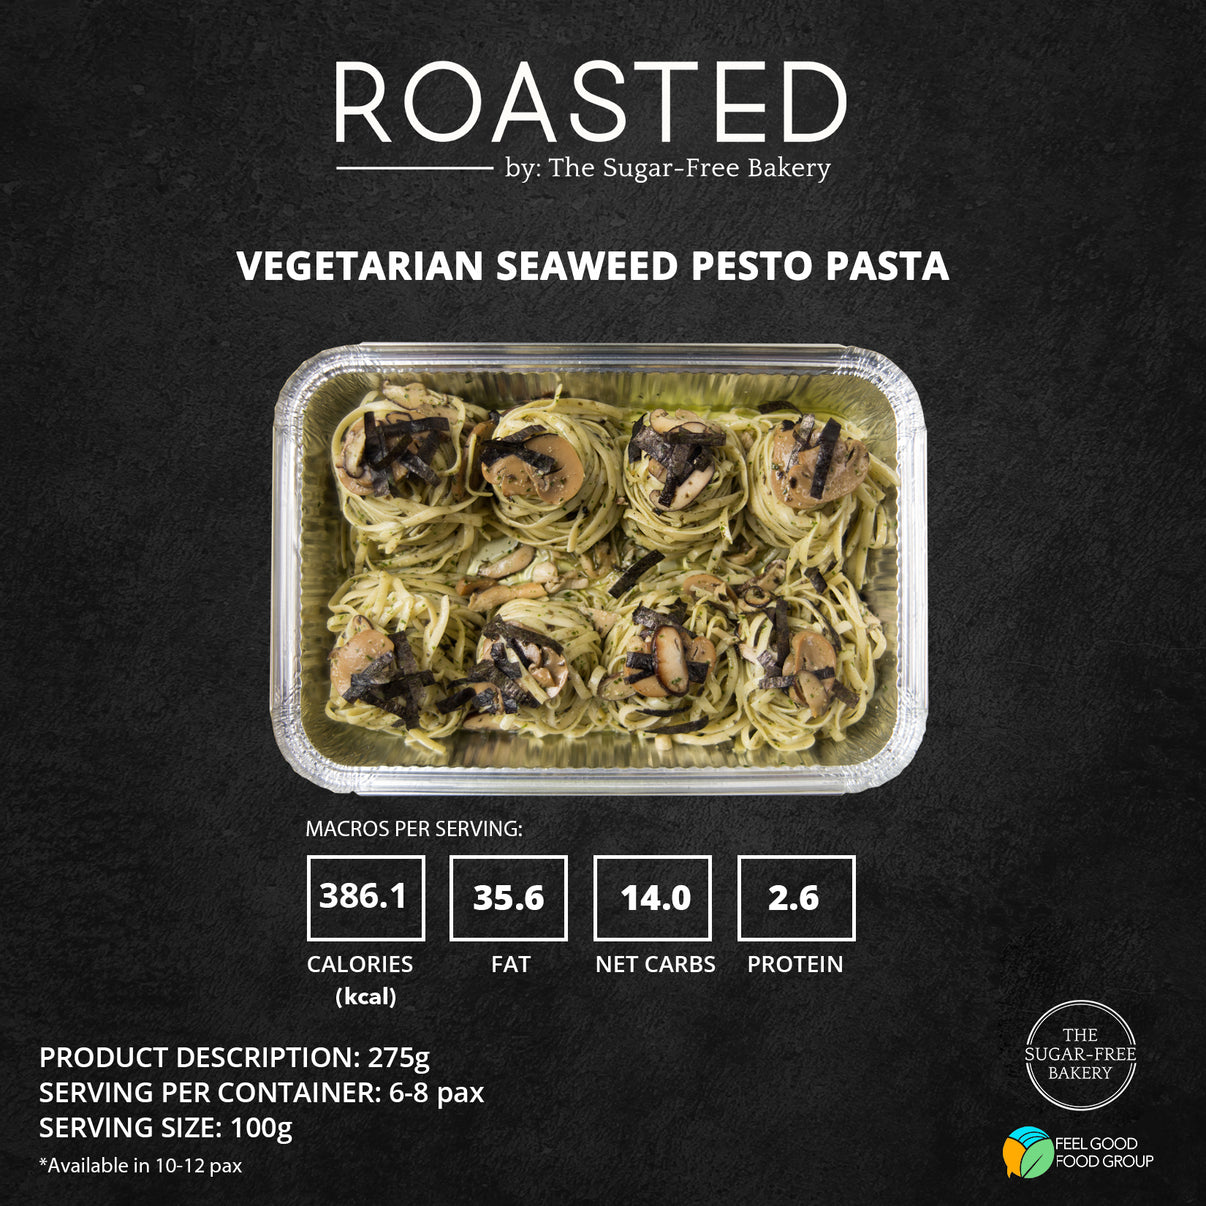 ROASTED
by: The Sugar-Free Bakery
VEGETARIAN SEAWEED PESTO PASTA
MACROS PER SERVING:
386.1 35.6 14.0 2.6
CALORIES FAT NET CARBS PROTEIN
(kcal)
PRODUCT DESCRIPTION: 275g
SERVING PER CONTAINER: 6-8 pax
SERVING SIZE: 100g
*Available in 10-12 pax
THE
SUGAR-FREE
BAKERY
FEEL GOOD
FOOD GROUP